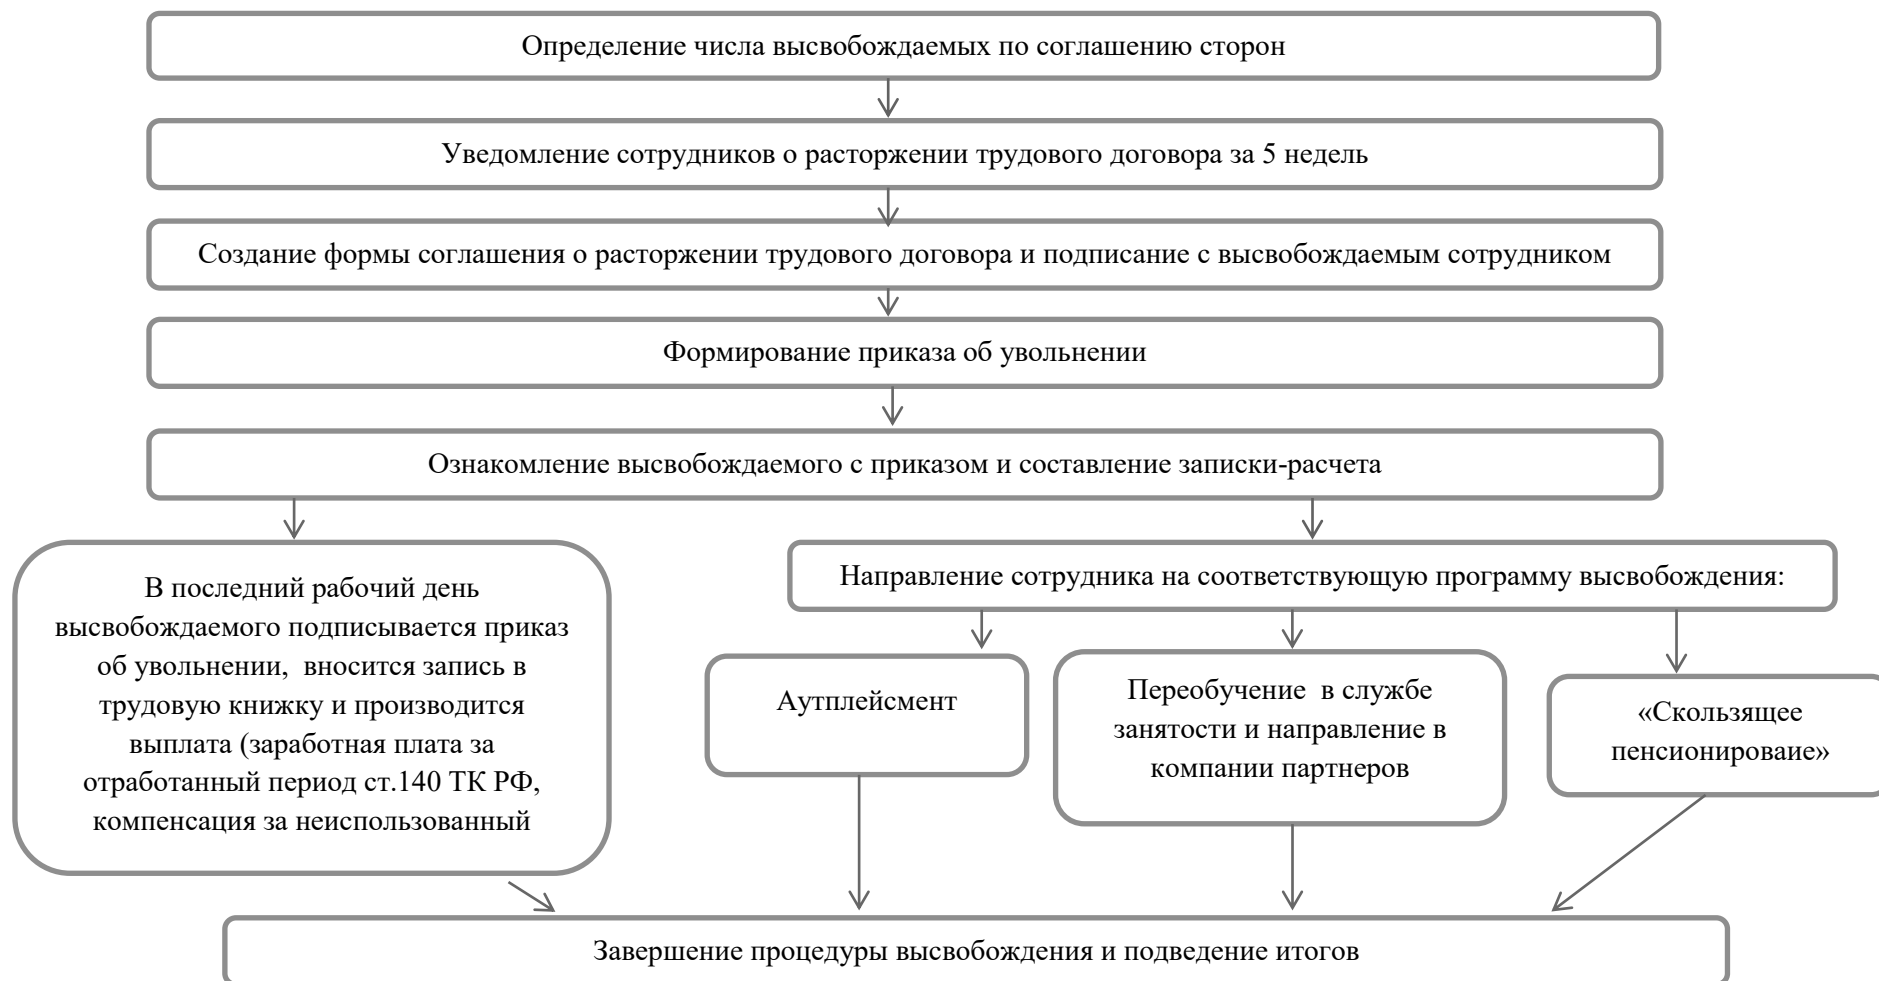 Определение числа высвобождаемых по соглашению сторон
Уведомление сотрудников о расторжении трудового договора за 5 недель
Создание формы соглашения о расторжении трудового договора и подписание с высвобождаемым сотрудником
Формирование приказа об увольнении
Ознакомление высвобождаемого с приказом и составление записки-расчета
В последний рабочий день
высвобождаемого подписывается приказ
об увольнении, вносится запись в
трудовую книжку и производится
выплата (заработная плата за
отработанный период ст.140 ТК РФ,
компенсация за неиспользованный
Направление сотрудника на соответствующую программу высвобождения:
Аутплейсмент
Переобучение в службе
занятости и направление в
компании партнеров
«Скользящее
пенсионироваие»
Завершение процедуры высвобождения и подведение итогов